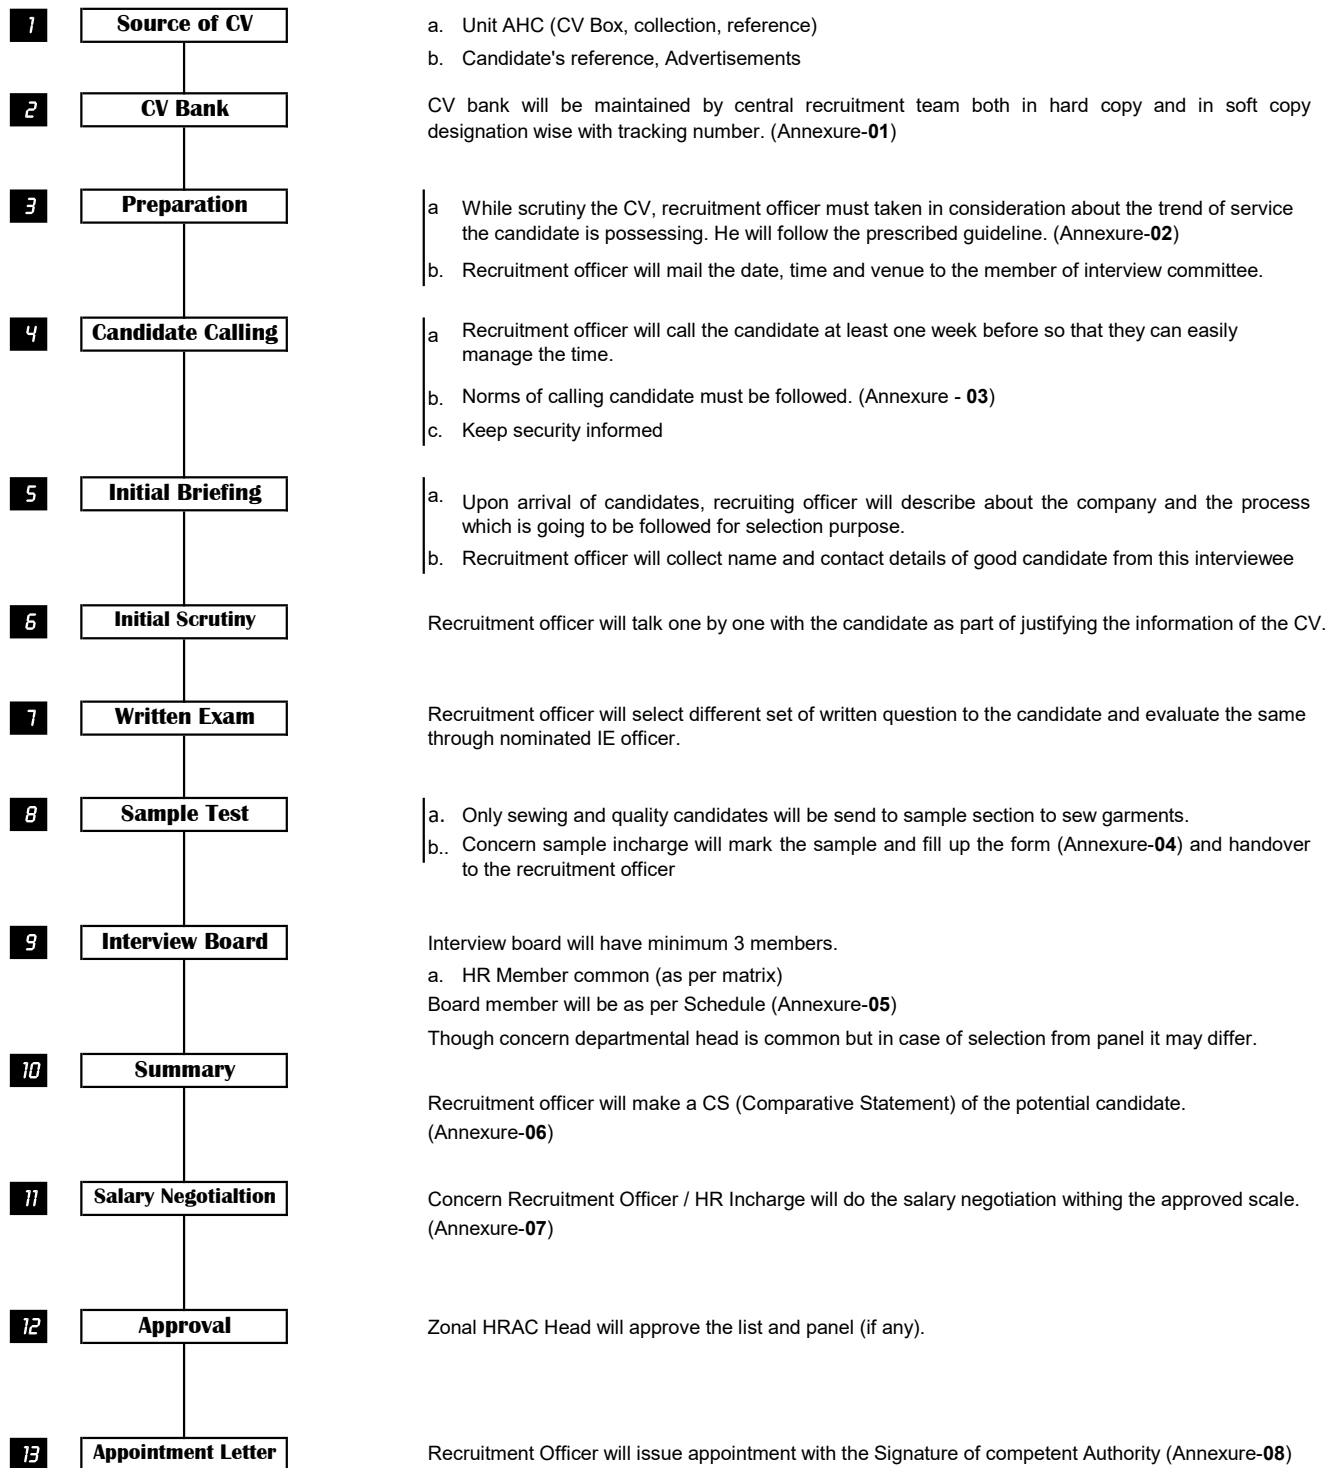 1 Source of CV
a. Unit AHC (CV Box, collection, reference)
b. Candidate's reference, Advertisements
2 CV Bank
CV bank will be maintained by central recruitment team both in hard copy and in soft copy
designation wise with tracking number. (Annexure-01)
3 Preparation
a While scrutiny the CV, recruitment officer must taken in consideration about the trend of service
the candidate is possessing. He will follow the prescribed guideline. (Annexure-02)
b. Recruitment officer will mail the date, time and venue to the member of interview committee.
4 Candidate Calling
a Recruitment officer will call the candidate at least one week before so that they can easily
manage the time.
b. Norms of calling candidate must be followed. (Annexure - 03)
c. Keep security informed
5 Initial Briefing
a. Upon arrival of candidates, recruiting officer will describe about the company and the process
which is going to be followed for selection purpose.
b. Recruitment officer will collect name and contact details of good candidate from this interviewee
6 Initial Scrutiny
Recruitment officer will talk one by one with the candidate as part of justifying the information of the CV.
7 Written Exam
Recruitment officer will select different set of written question to the candidate and evaluate the same
through nominated IE officer.
8 Sample Test
a. Only sewing and quality candidates will be send to sample section to sew garments.
b.. Concern sample incharge will mark the sample and fill up the form (Annexure-04) and handover
to the recruitment officer
9 Interview Board
Interview board will have minimum 3 members.
a. HR Member common (as per matrix)
Board member will be as per Schedule (Annexure-05)
Though concern departmental head is common but in case of selection from panel it may differ.
10 Summary
Recruitment officer will make a CS (Comparative Statement) of the potential candidate.
(Annexure-06)
11 Salary Negotialtion
Concern Recruitment Officer / HR Incharge will do the salary negotiation withing the approved scale.
(Annexure-07)
12 Approval
Zonal HRAC Head will approve the list and panel (if any).
13 Appointment Letter
Recruitment Officer will issue appointment with the Signature of competent Authority (Annexure-08)